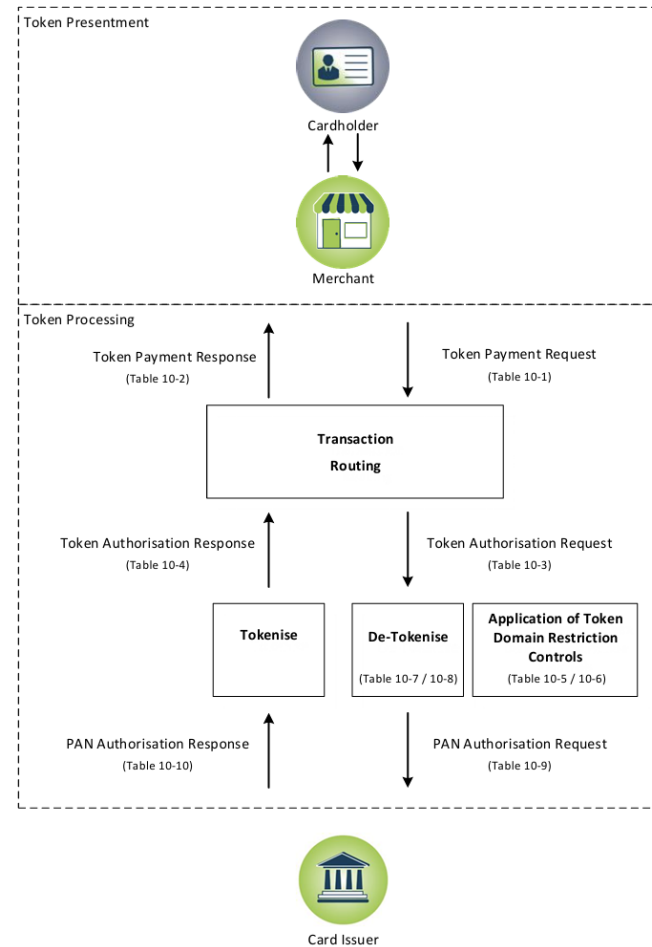 Token Presentment
Cardholder
Merchant
Token Processing
Token Payment Response
(Table 10-2)
Token Payment Request
(Table 10-1)
Transaction
Routing
Token Authorisation Response
(Table 10-4)
Token Authorisation Request
(Table 10-3)
Tokenise
De-Tokenise
(Table 10-7 / 10-8)
Application of Token
Domain Restriction
Controls
(Table 10-5 / 10-6)
PAN Authorisation Response
(Table 10-10)
PAN Authorisation Request
(Table 10-9)
Card Issuer